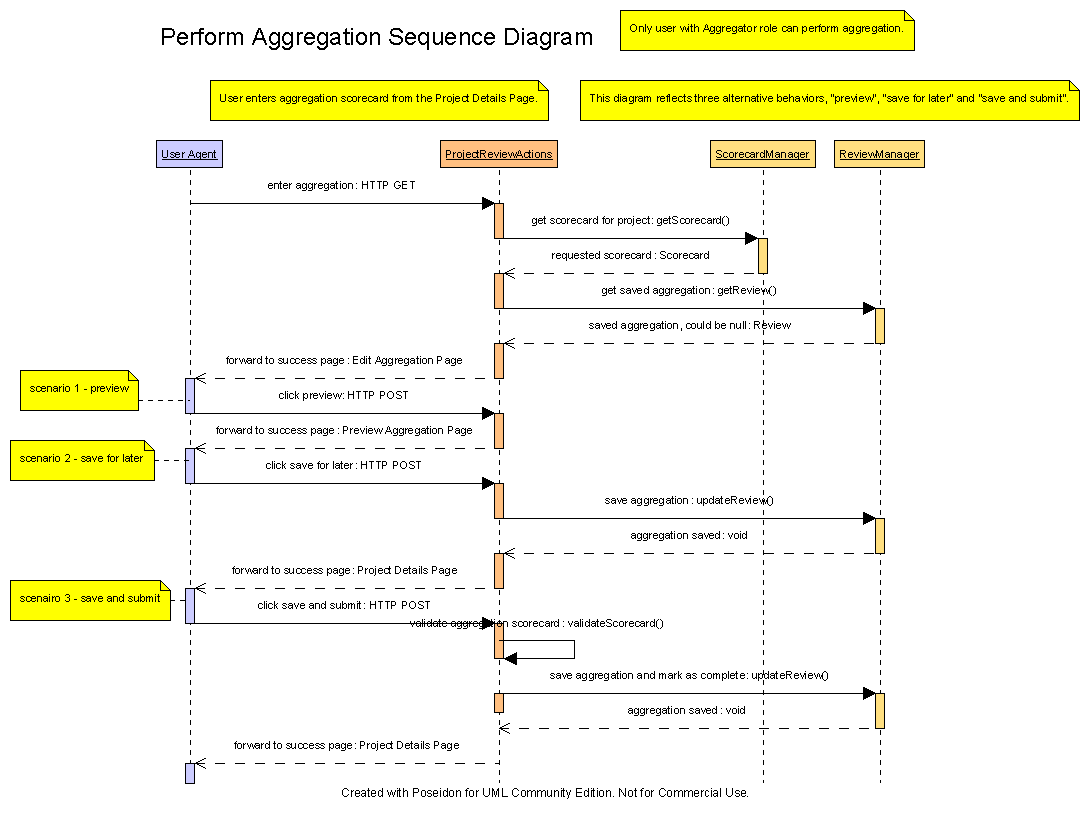 Only user with Aggregator role can perform aggregation.
Perform Aggregation Sequence Diagram
User enters aggregation scorecard from the Project Details Page.
This diagram reflects three alternative behaviors, "preview", "save for later" and "save and submit".
User Agent
ProjectReviewActions
ScorecardManager
ReviewManager
enter aggregation : HTTP GET
get scorecard for project: getScorecard()
requested scorecard : Scorecard
get saved aggregation : getReview()
saved aggregation, could be null: Review
forward to success page : Edit Aggregation Page
scenario 1 - preview
click preview: HTTP POST
forward to success page : Preview Aggregation Page
scenario 2 - save for later
click save for later : HTTP POST
save aggregation : updateReview()
aggregation saved : void
forward to success page : Project Details Page
scenairo 3 - save and submit
click save and submit : HTTP POST
validate aggregation scorecard : validateScorecard()
save aggregation and mark as complete: updateReview()
aggregation saved : void
forward to success page : Project Details Page
Created with Poseidon for UML Community Edition. Not for Commercial Use.